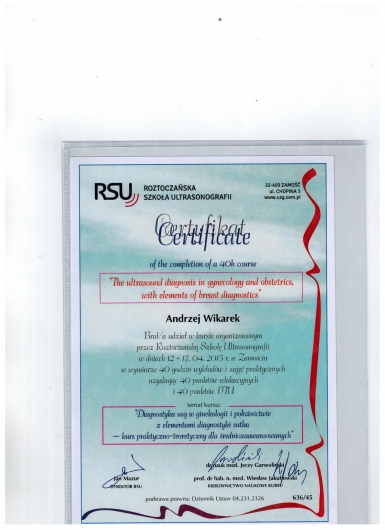 RSU
ROZTOCZAŃSKA
SZKOŁA ULTRASONOGRAFII
22-400 ZAMOŚĆ
ul. CHOPINA 3
www.usg.com.pl
Certyfikat
Certificate
of the completion of a 40h course
"The ultrasound diagnosis in gynecology and obstetrics,
with elements of breast diagnostics"
Andrzej Wikarek
Brał/a udział w kursie organizowanym
przez Roztoczańską Szkołę Ultrasonografii
w dniach 12 - 17. 04. 2015 r. w Zamościu
w wymiarze 40 godzin wykładów i zajęć praktycznych
uzyskując 40 punktów edukacyjnych
i 40 punktów PTU
temat kursu:
"Diagnostyka usg w ginekologii i położnictwie
z elementami diagnostyki sutka
– kurs praktyczno-teoretyczny dla średniozaawansowanych"
Jan Mazur
DYREKTOR RSU
dr nauk med. Jerzy Garwoliński
prof. dr hab. n. med. Wiesław Jakubowski
KIEROWNICTWO NAUKOWE KURSU
podstawa prawna: Dziennik Ustaw 04.231.2326
636/45